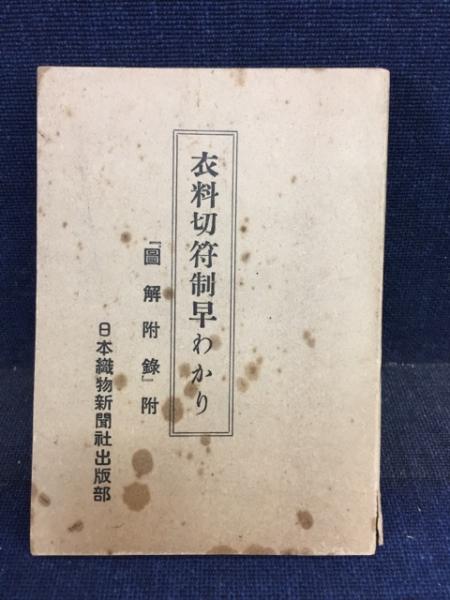 衣料切符制早わかり
『圖解附錄』附
日本織物新聞社出版部